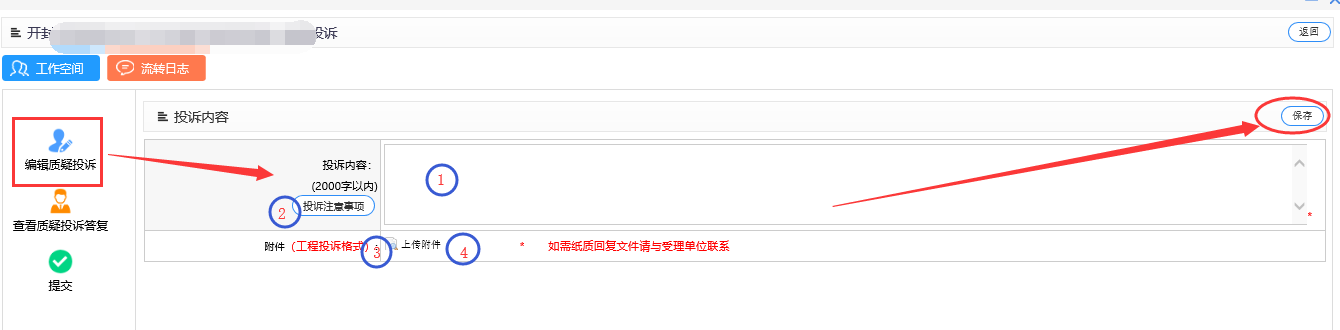 开封
投诉
返回
工作空间 流转日志
编辑质疑投诉
查看质疑投诉答复
提交
投诉内容
保存
投诉内容:
(2000字以内)
1
投诉注意事项
2
*
附件（工程投诉格式）:
3
上传附件
4
* 如需纸质回复文件请与受理单位联系